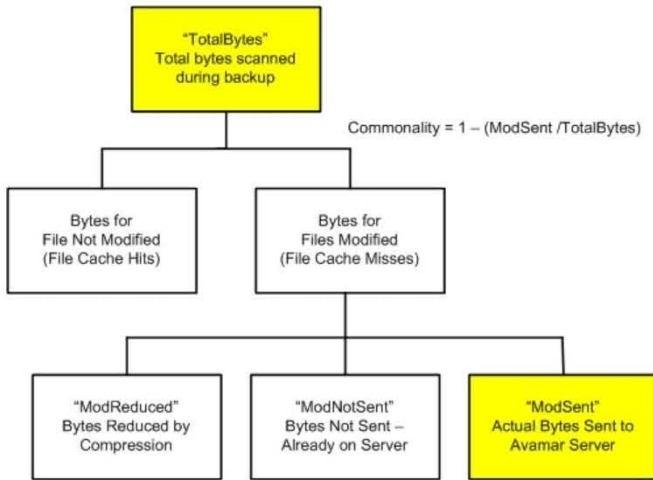 “TotalBytes”
Total bytes scanned
during backup
Commonality = 1 – (ModSent /TotalBytes)
Bytes for
File Not Modified
(File Cache Hits)
Bytes for
Files Modified
(File Cache Misses)
“ModReduced”
Bytes Reduced by
Compression
“ModNotSent”
Bytes Not Sent –
Already on Server
“ModSent”
Actual Bytes Sent to
Avamar Server